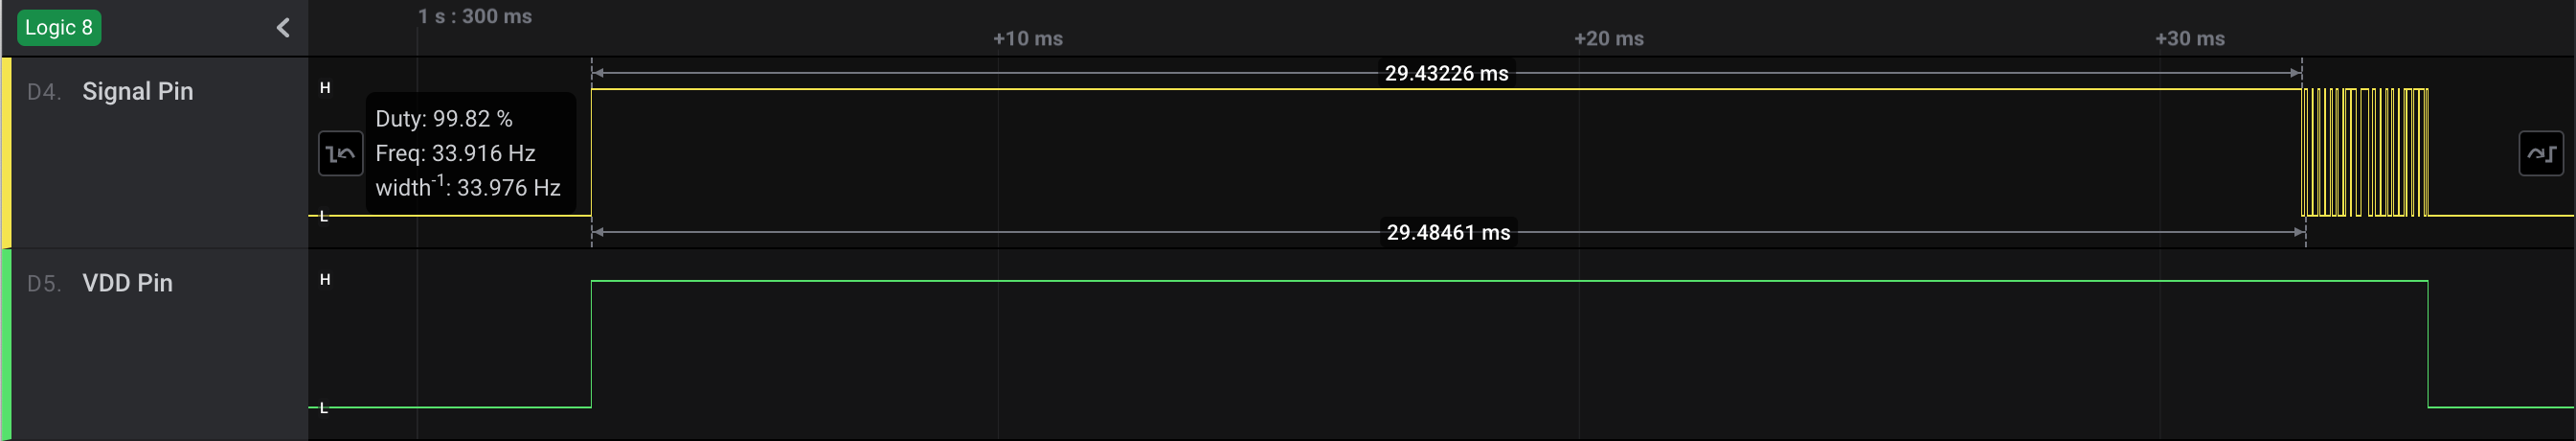 Logic 8
1 s : 300 ms
+10 ms
+20 ms
+30 ms
D4. Signal Pin
H
29.43226 ms
Duty: 99.82 %
Freq: 33.916 Hz
width-1: 33.976 Hz
L
29.48461 ms
D5. VDD Pin
H
L